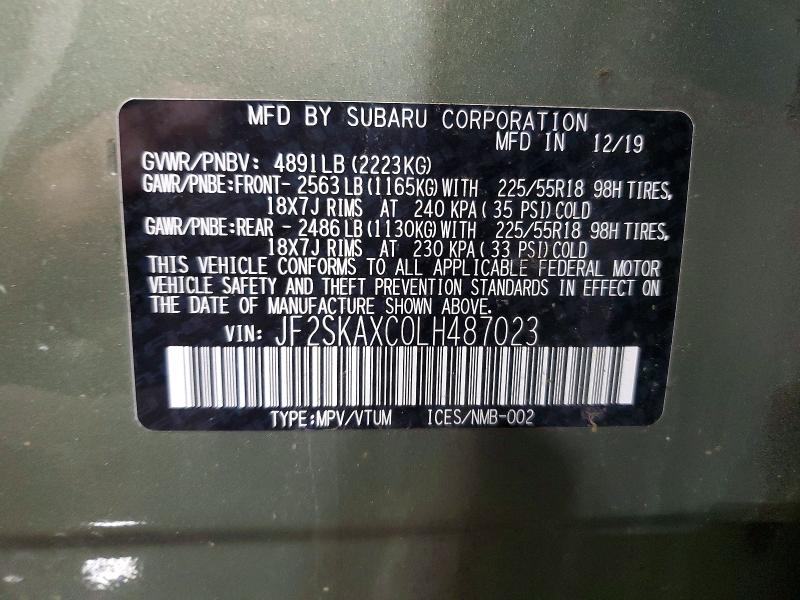 MFD BY SUBARU CORPORATION
MFD IN 12/19
GVWR/PNBV: 4891LB (2223KG)
GAWR/PNBE:FRONT- 2563 LB (1165KG) WITH 225/55R18 98H TIRES,
18X7J RIMS AT 240 KPA ( 35 PSI) COLD
GAWR/PNBE:REAR - 2486 LB (1130KG) WITH 225/55R18 98H TIRES,
18X7J RIMS AT 230 KPA ( 33 PSI) COLD
THIS VEHICLE CONFORMS TO ALL APPLICABLE FEDERAL MOTOR
VEHICLE SAFETY AND THEFT PREVENTION STANDARDS IN EFFECT ON
THE DATE OF MANUFACTURE SHOWN ABOVE.
VIN: JF2SKAXC0LH487023
TYPE:MPV/VTUM ICES/NMB-002